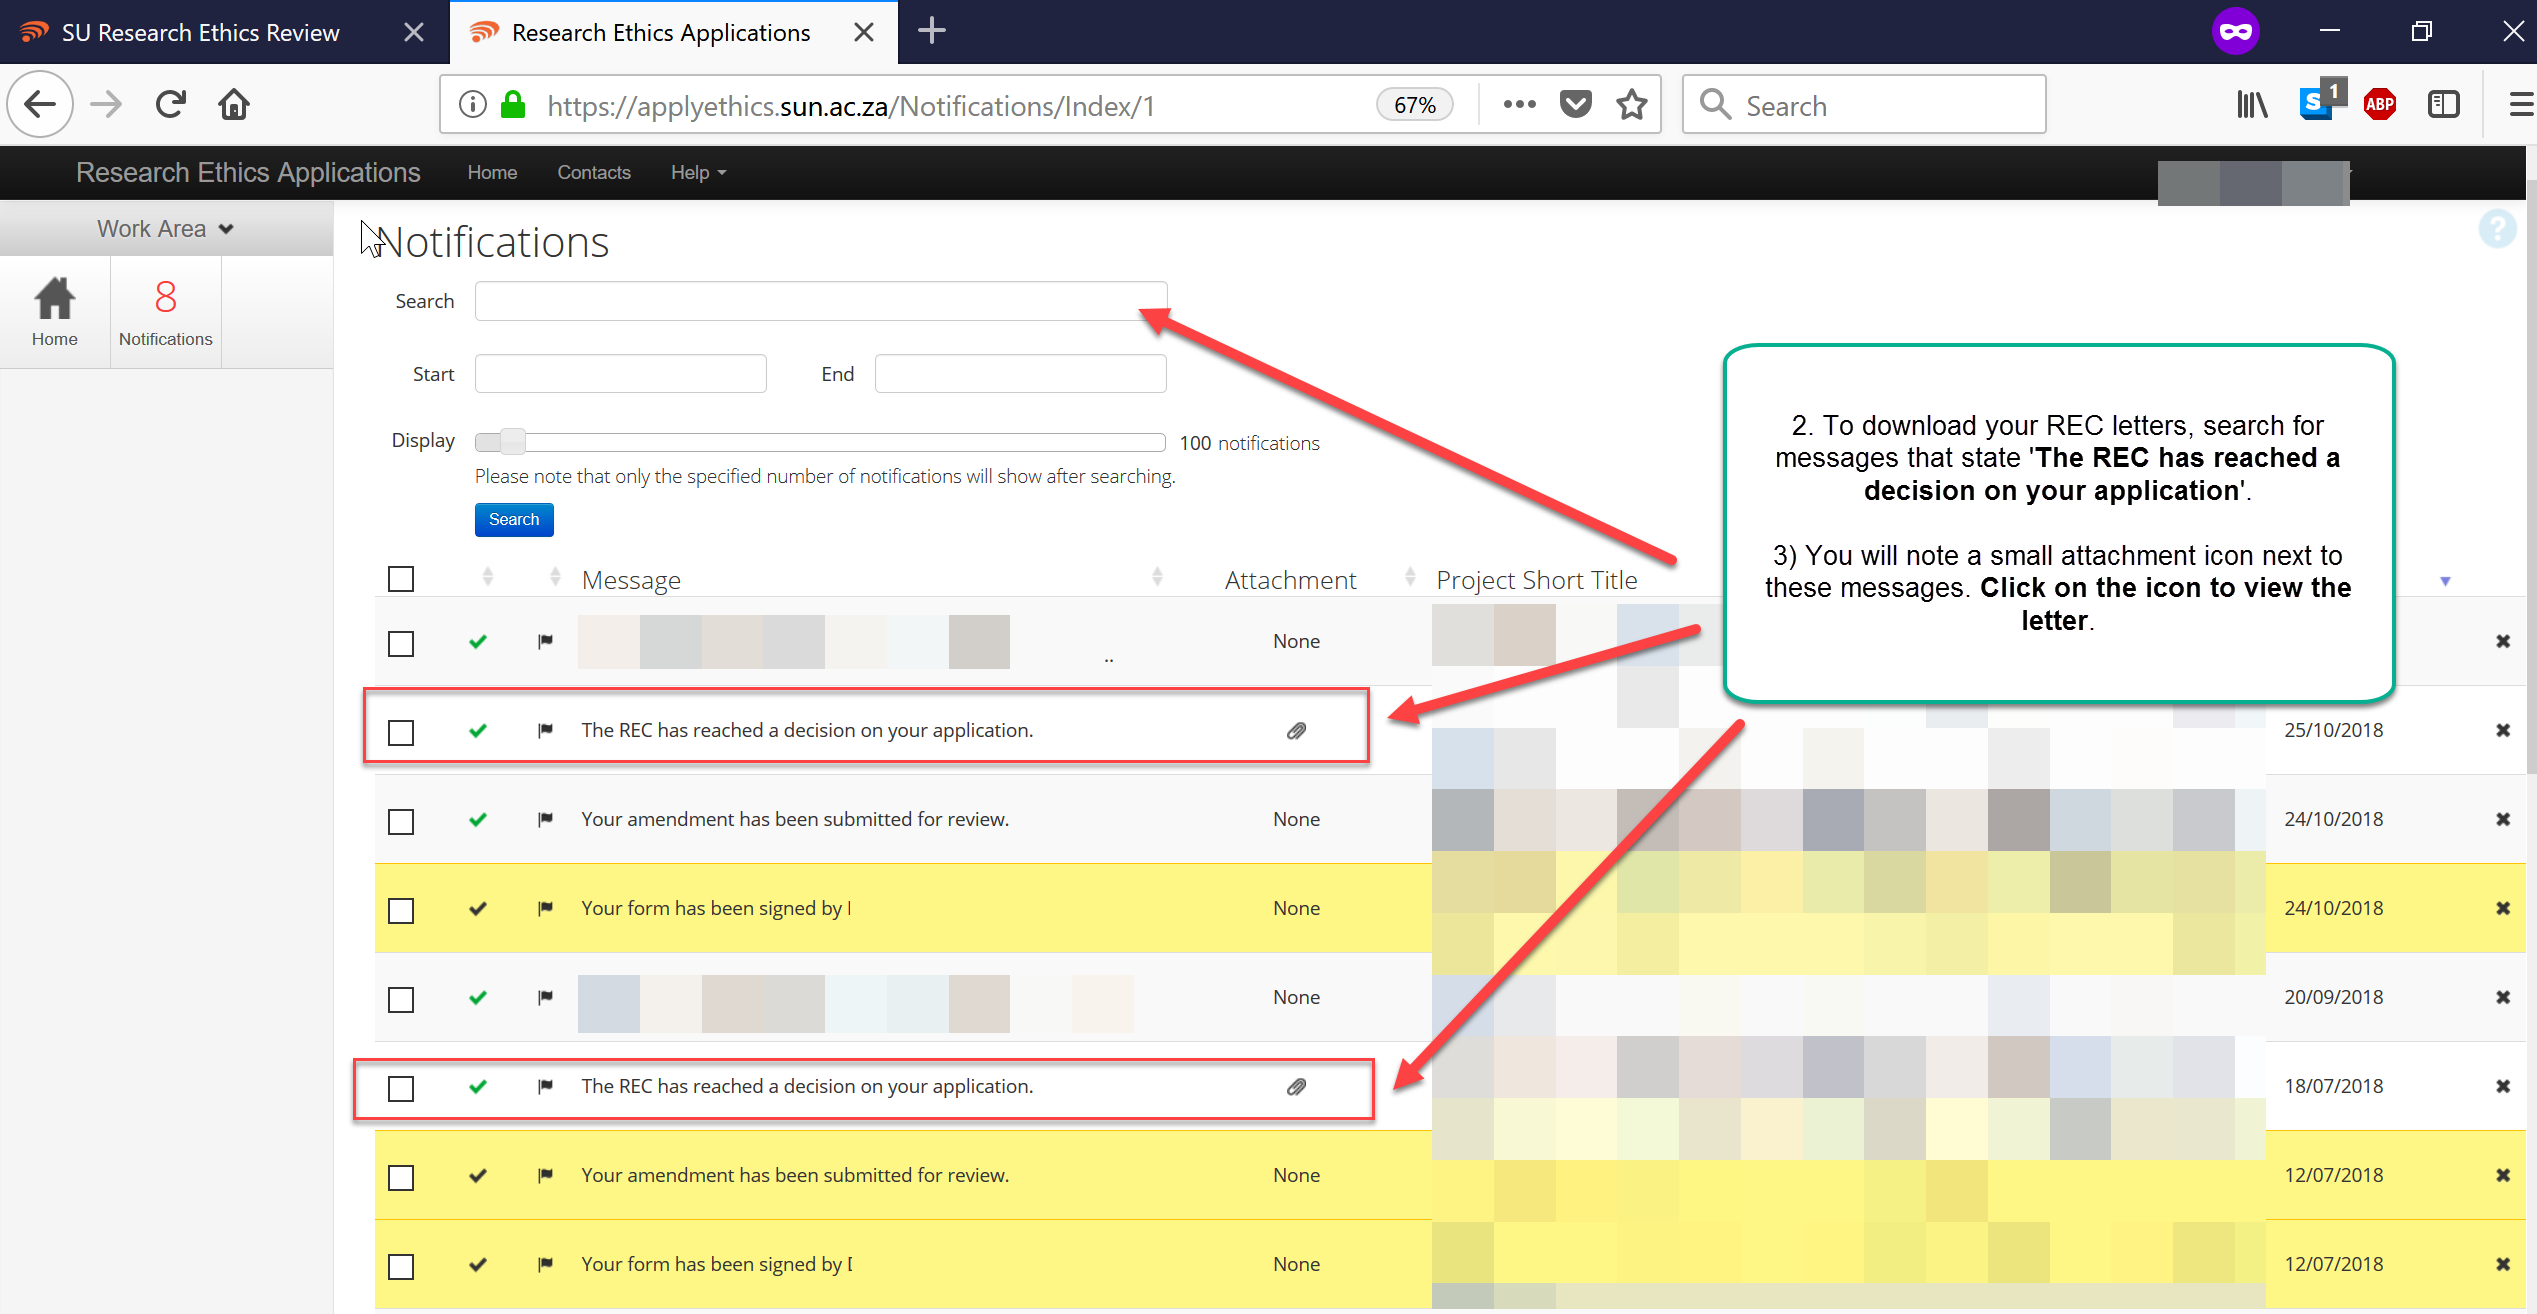 SU Research Ethics Review
Research Ethics Applications
https://applyethics.sun.ac.za/Notifications/Index/1
67%
Search
S
1
ABP
Research Ethics Applications
Home
Contacts
Help
Work Area
Home
8
Notifications
?
Notifications
Search
Start
End
Display
100 notifications
Please note that only the specified number of notifications will show after searching.
Search
2. To download your REC letters, search for
messages that state 'The REC has reached a
decision on your application'.
3) You will note a small attachment icon next to
these messages. Click on the icon to view the
letter.
Message
Attachment
Project Short Title
..
None
The REC has reached a decision on your application.
25/10/2018
Your amendment has been submitted for review.
None
24/10/2018
Your form has been signed by
None
24/10/2018
None
20/09/2018
The REC has reached a decision on your application.
18/07/2018
Your amendment has been submitted for review.
None
12/07/2018
Your form has been signed by
None
12/07/2018